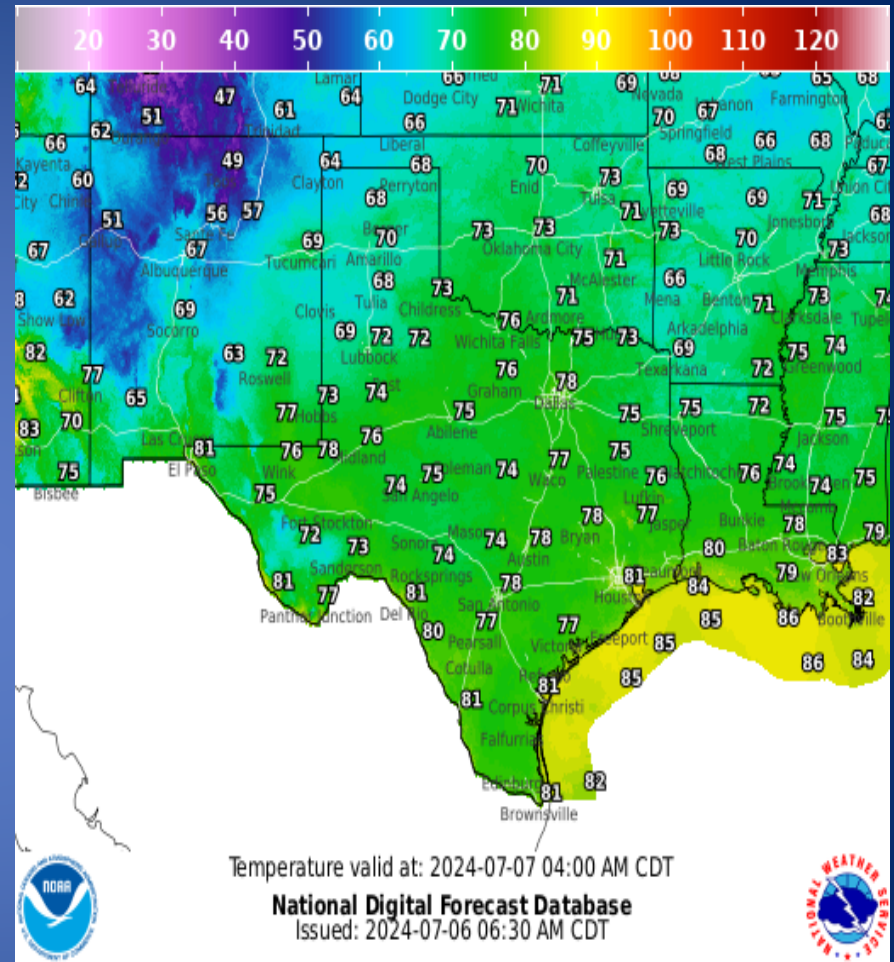 20 30 40 50 60 70 80 90 100 110 120
64 47 61 Lamar 64 66 71 69 Nevada 65 68
51 Trinidad Dodge City 71 Wichita 70 67 Lebanon Farmington
62 66 Springfield
66 Liberal Coffeyville 68 West Plains 66 68
Kayenta 49 64 68 70 67
60 Clayton Perryton Enid 73 Union City
City 68 Tulsa 69 69 71
51 56 57 71 Jonesboro 68
Santa Fe 73 73 73 Jackson
67 67 69 70 Oklahoma City 70 73
Albuquerque Tucumcari Amarillo 71 Little Rock Memphis
62 68 73 McAlester 66
Show Low 69 Clovis Tulia Childress 71 Mena Benton 71 73
Socorro 76 Ardmore Arkadelphia Clarksdale
82 63 72 69 72 72 Wichita Falls 75 73 69 75 74
77 Roswell Lubbock 76 Texarkana 72 Greenwood
Clifton 65 73 74 Graham 78
83 70 77 Hobbs 75 Dallas 75 75 72 75
Las Cruces 81 76 78 76 Abilene Shreveport Jackson
75 El Paso Wink Midland 75 Coleman 74 77 75 74
Bisbee 75 74 San Angelo Waco Palestine 76 Natchitoches 76 74 75
Fort Stockton Lufkin
72 73 Sonora Mason 74 78 78 Bryan 77 Jasper Bunkie 78 79
Sanderson 74 Austin 80 Baton Rouge 83
81 77 Rocksprings 81 78 Houston 81 Beaumont 84 79 New Orleans
Panther Junction Del Rio San Antonio 82
80 77 Pearsall 77 Victoria Freeport 85 86 Boothville
Cotulla 85 86 84
81 Refugio 81 85
Corpus Christi
Falfurrias
Edinburg 81 82
Brownsville
Temperature valid at: 2024-07-07 04:00 AM CDT
National Digital Forecast Database
Issued: 2024-07-06 06:30 AM CDT
NOAA
NATIONAL WEATHER SERVICE